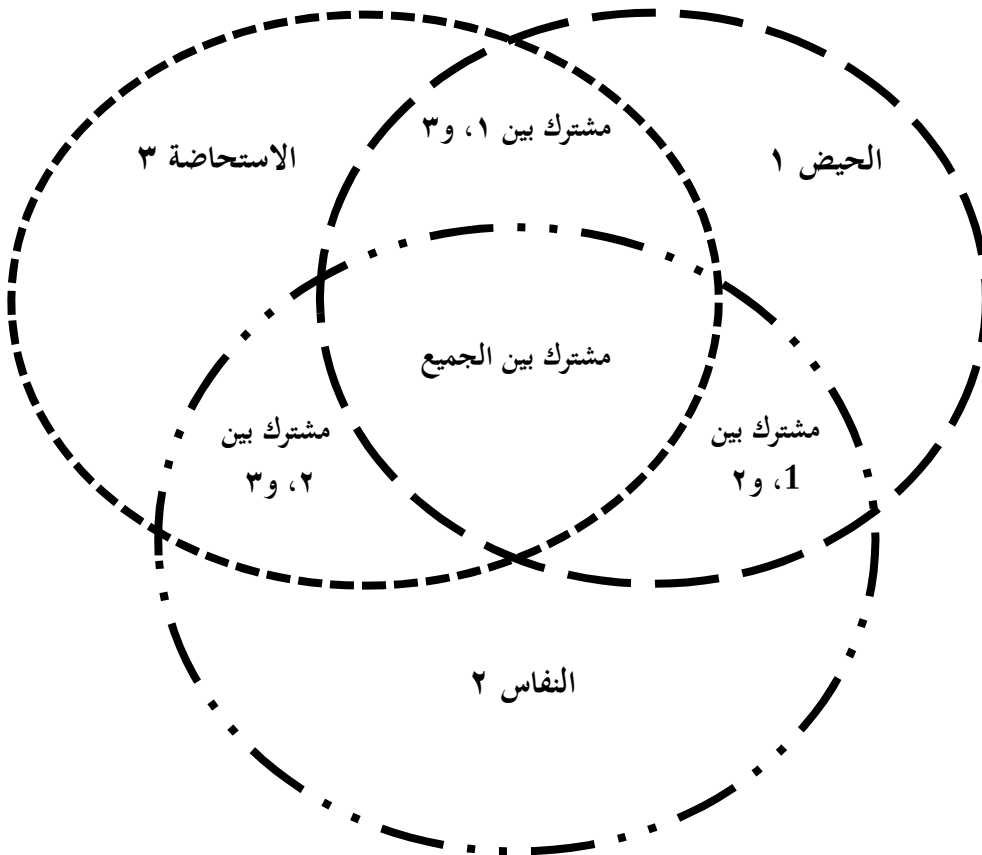 مشترك بين ١، و٣
الحيض ١
الاستحاضة ٣
مشترك بين الجميع
مشترك بين
1، و٢
مشترك بين
٢، و٣
النفاس ٢